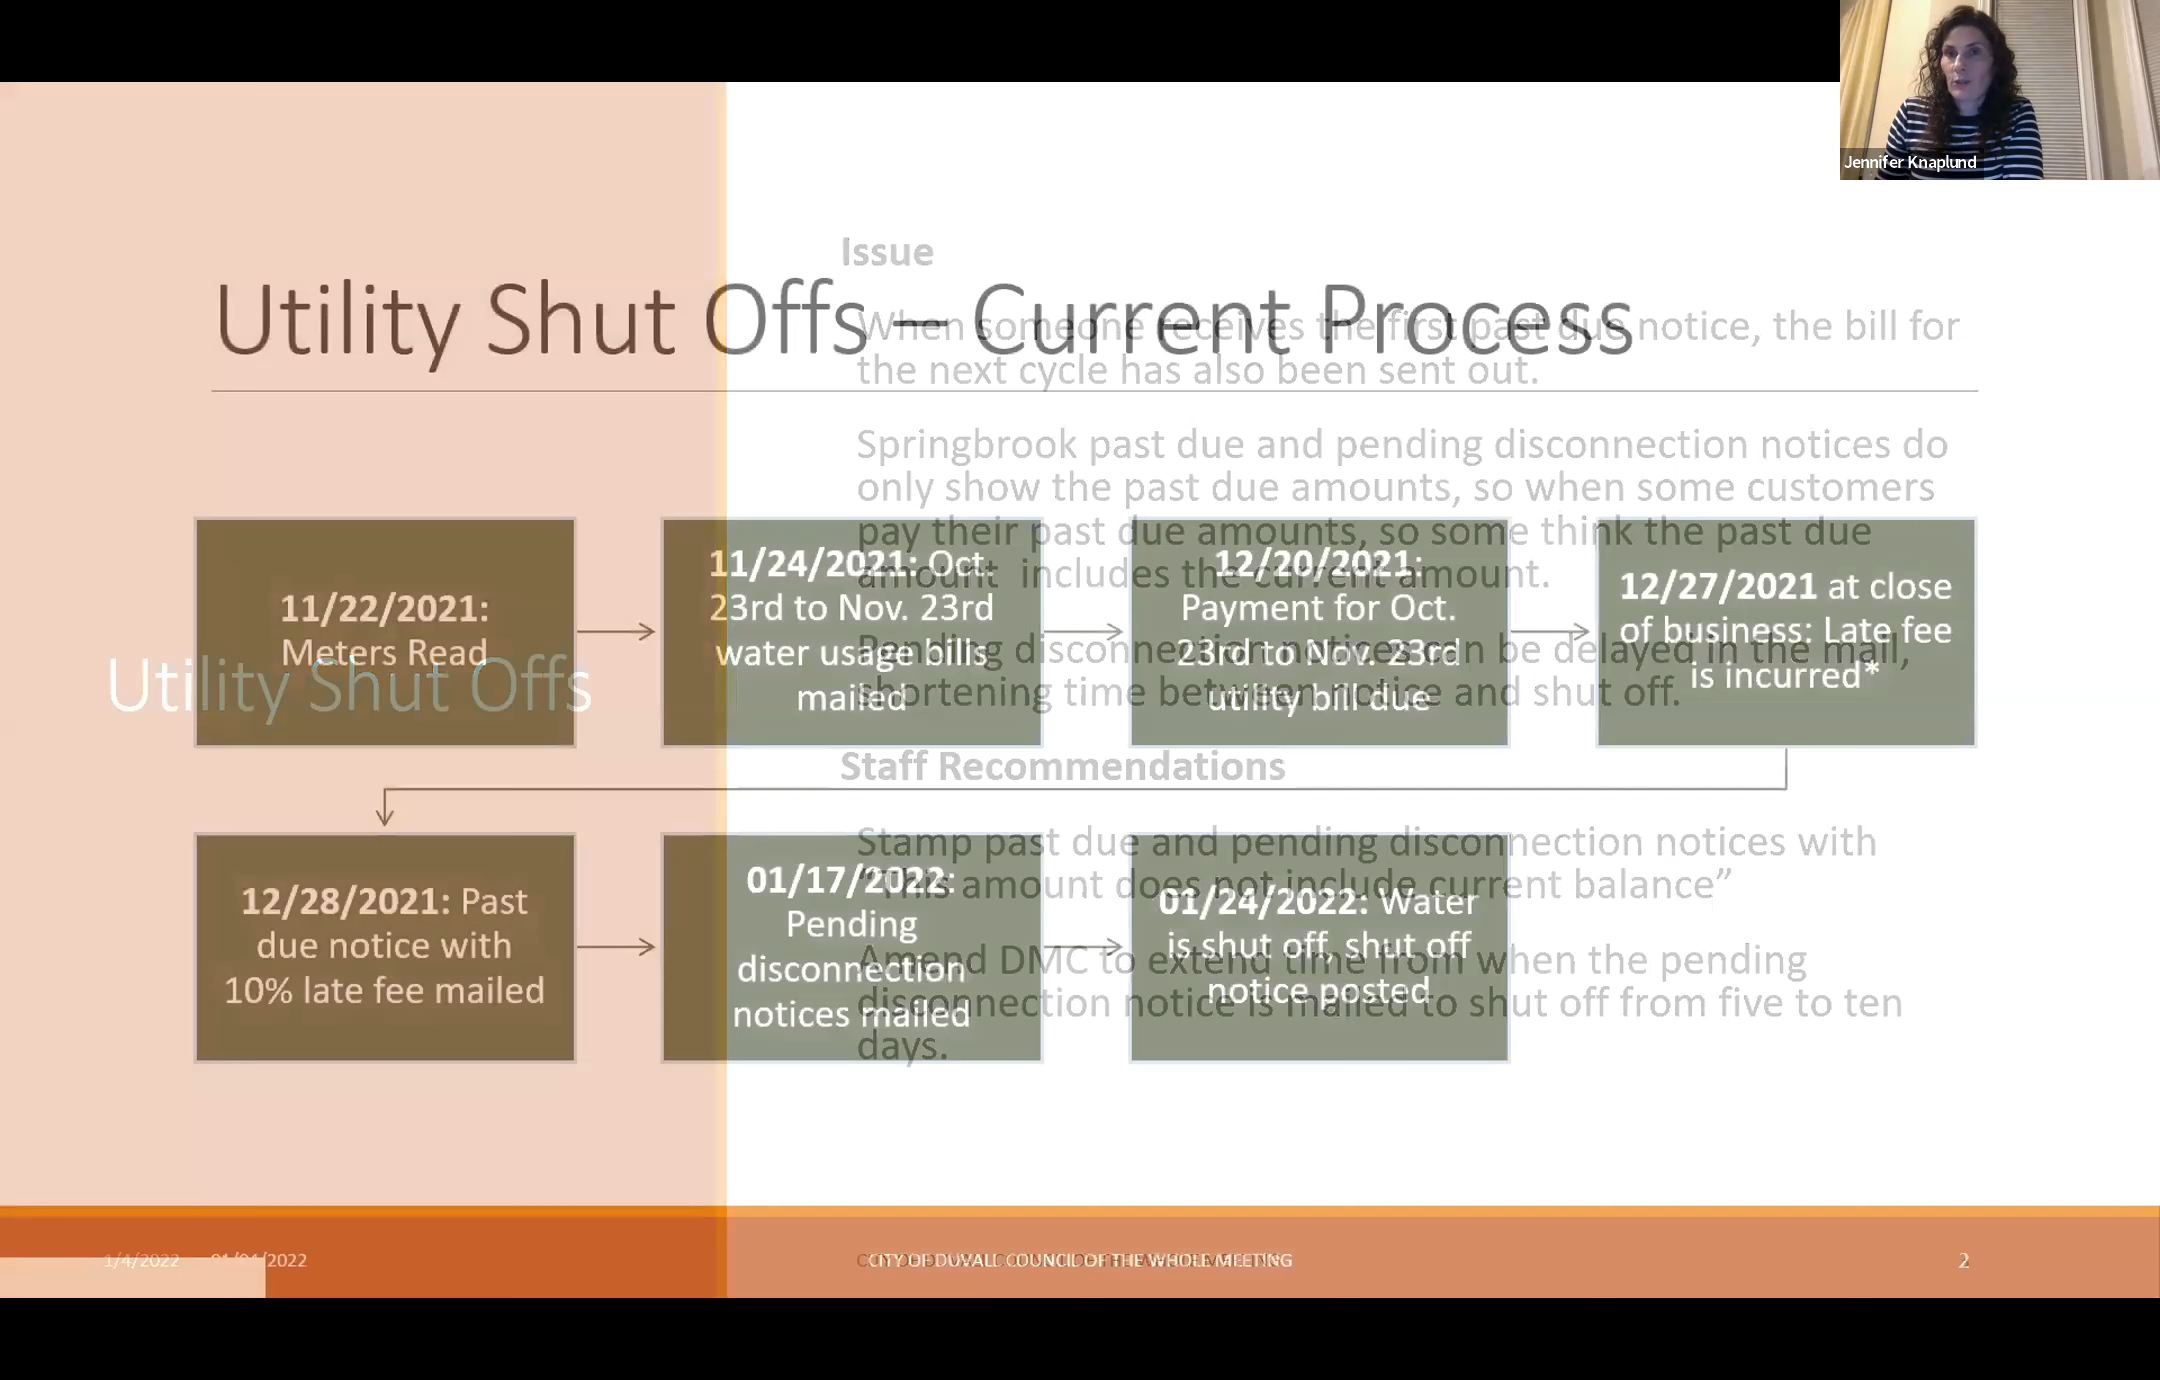 Jennifer Knaplund
Utility Shut Offs – Current Process
11/22/2021:
Meters Read
11/24/2021: Oct.
23rd to Nov. 23rd
water usage bills
mailed
12/20/2021:
Payment for Oct.
23rd to Nov. 23rd
utility bill due
12/27/2021 at close
of business: Late fee
is incurred*
12/28/2021: Past
due notice with
10% late fee mailed
01/17/2022:
Pending
disconnection
notices mailed
01/24/2022: Water
is shut off, shut off
notice posted
Utility Shut Offs
Issue
When someone receives the first past due notice, the bill for
the next cycle has also been sent out.
Springbrook past due and pending disconnection notices do
only show the past due amounts, so when some customers
pay their past due amounts, so some think the past due
amount includes the current amount.
Pending disconnection notices can be delayed in the mail,
shortening time between notice and shut off.
Staff Recommendations
Stamp past due and pending disconnection notices with
“This amount does not include current balance”
Amend DMC to extend time from when the pending
disconnection notice is mailed to shut off from five to ten
days.
1/4/2022
01/04/2022
CITY OF DUVALL COUNCIL OF THE WHOLE MEETING
2